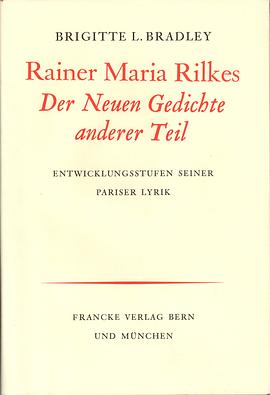 BRIGITTE L. BRADLEY
Rainer Maria Rilkes
Der Neuen Gedichte
anderer Teil
ENTWICKLUNGSSTUFEN SEINER
PARISER LYRIK
FRANCKE VERLAG BERN
UND MÜNCHEN